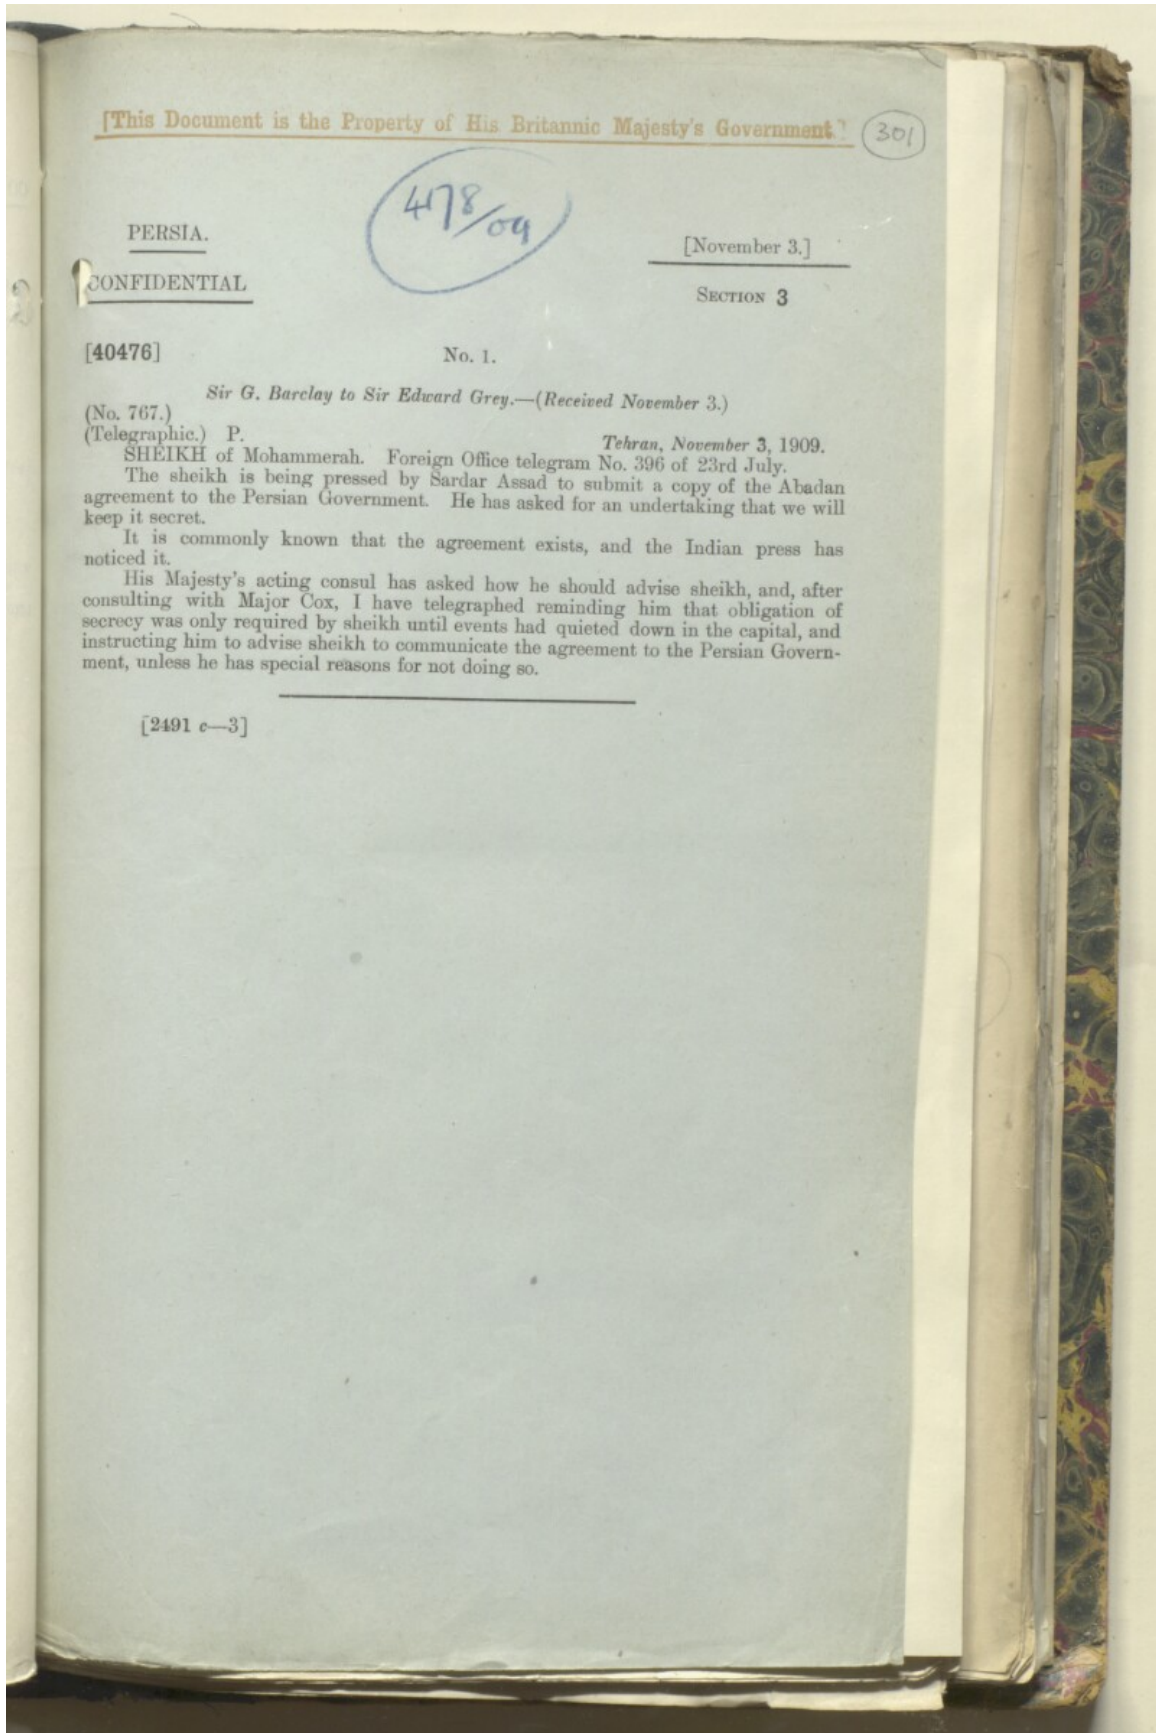 [This Document is the Property of His Britannic Majesty's Government.]
301
4178/09
PERSIA.
[November 3.]
CONFIDENTIAL
SECTION 3
[40476]
No. 1.
Sir G. Barclay to Sir Edward Grey.—(Received November 3.)
(No. 767.)
(Telegraphic.) P.
Tehran, November 3, 1909.
SHEIKH of Mohammerah. Foreign Office telegram No. 396 of 23rd July.
The sheikh is being pressed by Sardar Assad to submit a copy of the Abadan
agreement to the Persian Government. He has asked for an undertaking that we will
keep it secret.
It is commonly known that the agreement exists, and the Indian press has
noticed it.
His Majesty's acting consul has asked how he should advise sheikh, and, after
consulting with Major Cox, I have telegraphed reminding him that obligation of
secrecy was only required by sheikh until events had quieted down in the capital, and
instructing him to advise sheikh to communicate the agreement to the Persian Govern-
ment, unless he has special reasons for not doing so.
[2491 c—3]